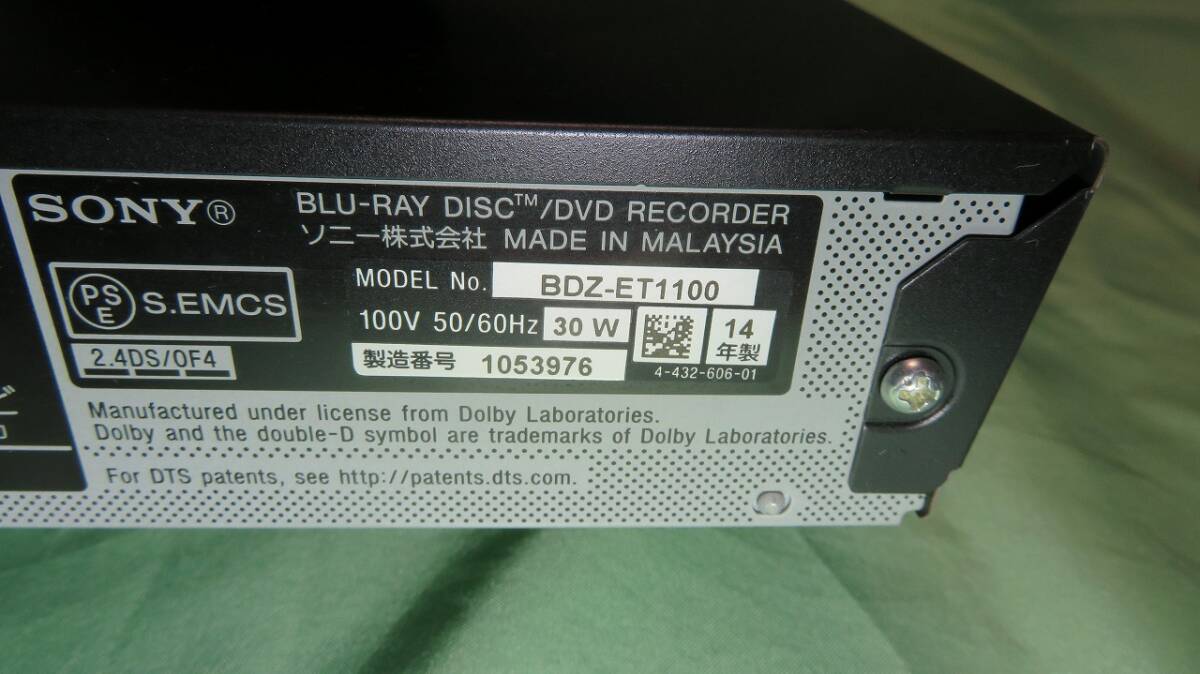 SONY®
BLU-RAY DISC™/DVD RECORDER
ソニー株式会社 MADE IN MALAYSIA
PSE S.EMCS
2.4DS/OF4
MODEL No. BDZ-ET1100
100V 50/60Hz 30 W
14年製
製造番号 1053976
4-432-606-01
Manufactured under license from Dolby Laboratories.
Dolby and the double-D symbol are trademarks of Dolby Laboratories.
For DTS patents, see http://patents.dts.com.